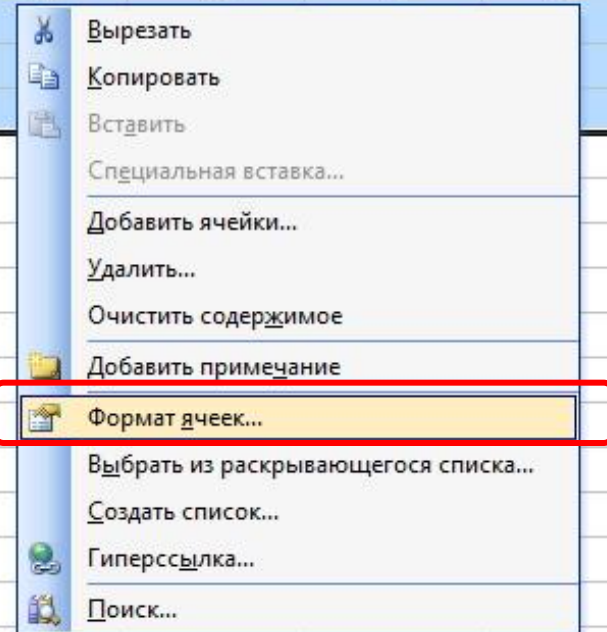 Вырезать
Копировать
Вставить
Специальная вставка...
Добавить ячейки...
Удалить...
Очистить содержимое
Добавить примечание
Формат ячеек...
Выбрать из раскрывающегося списка...
Создать список...
Гиперссылка...
Поиск...